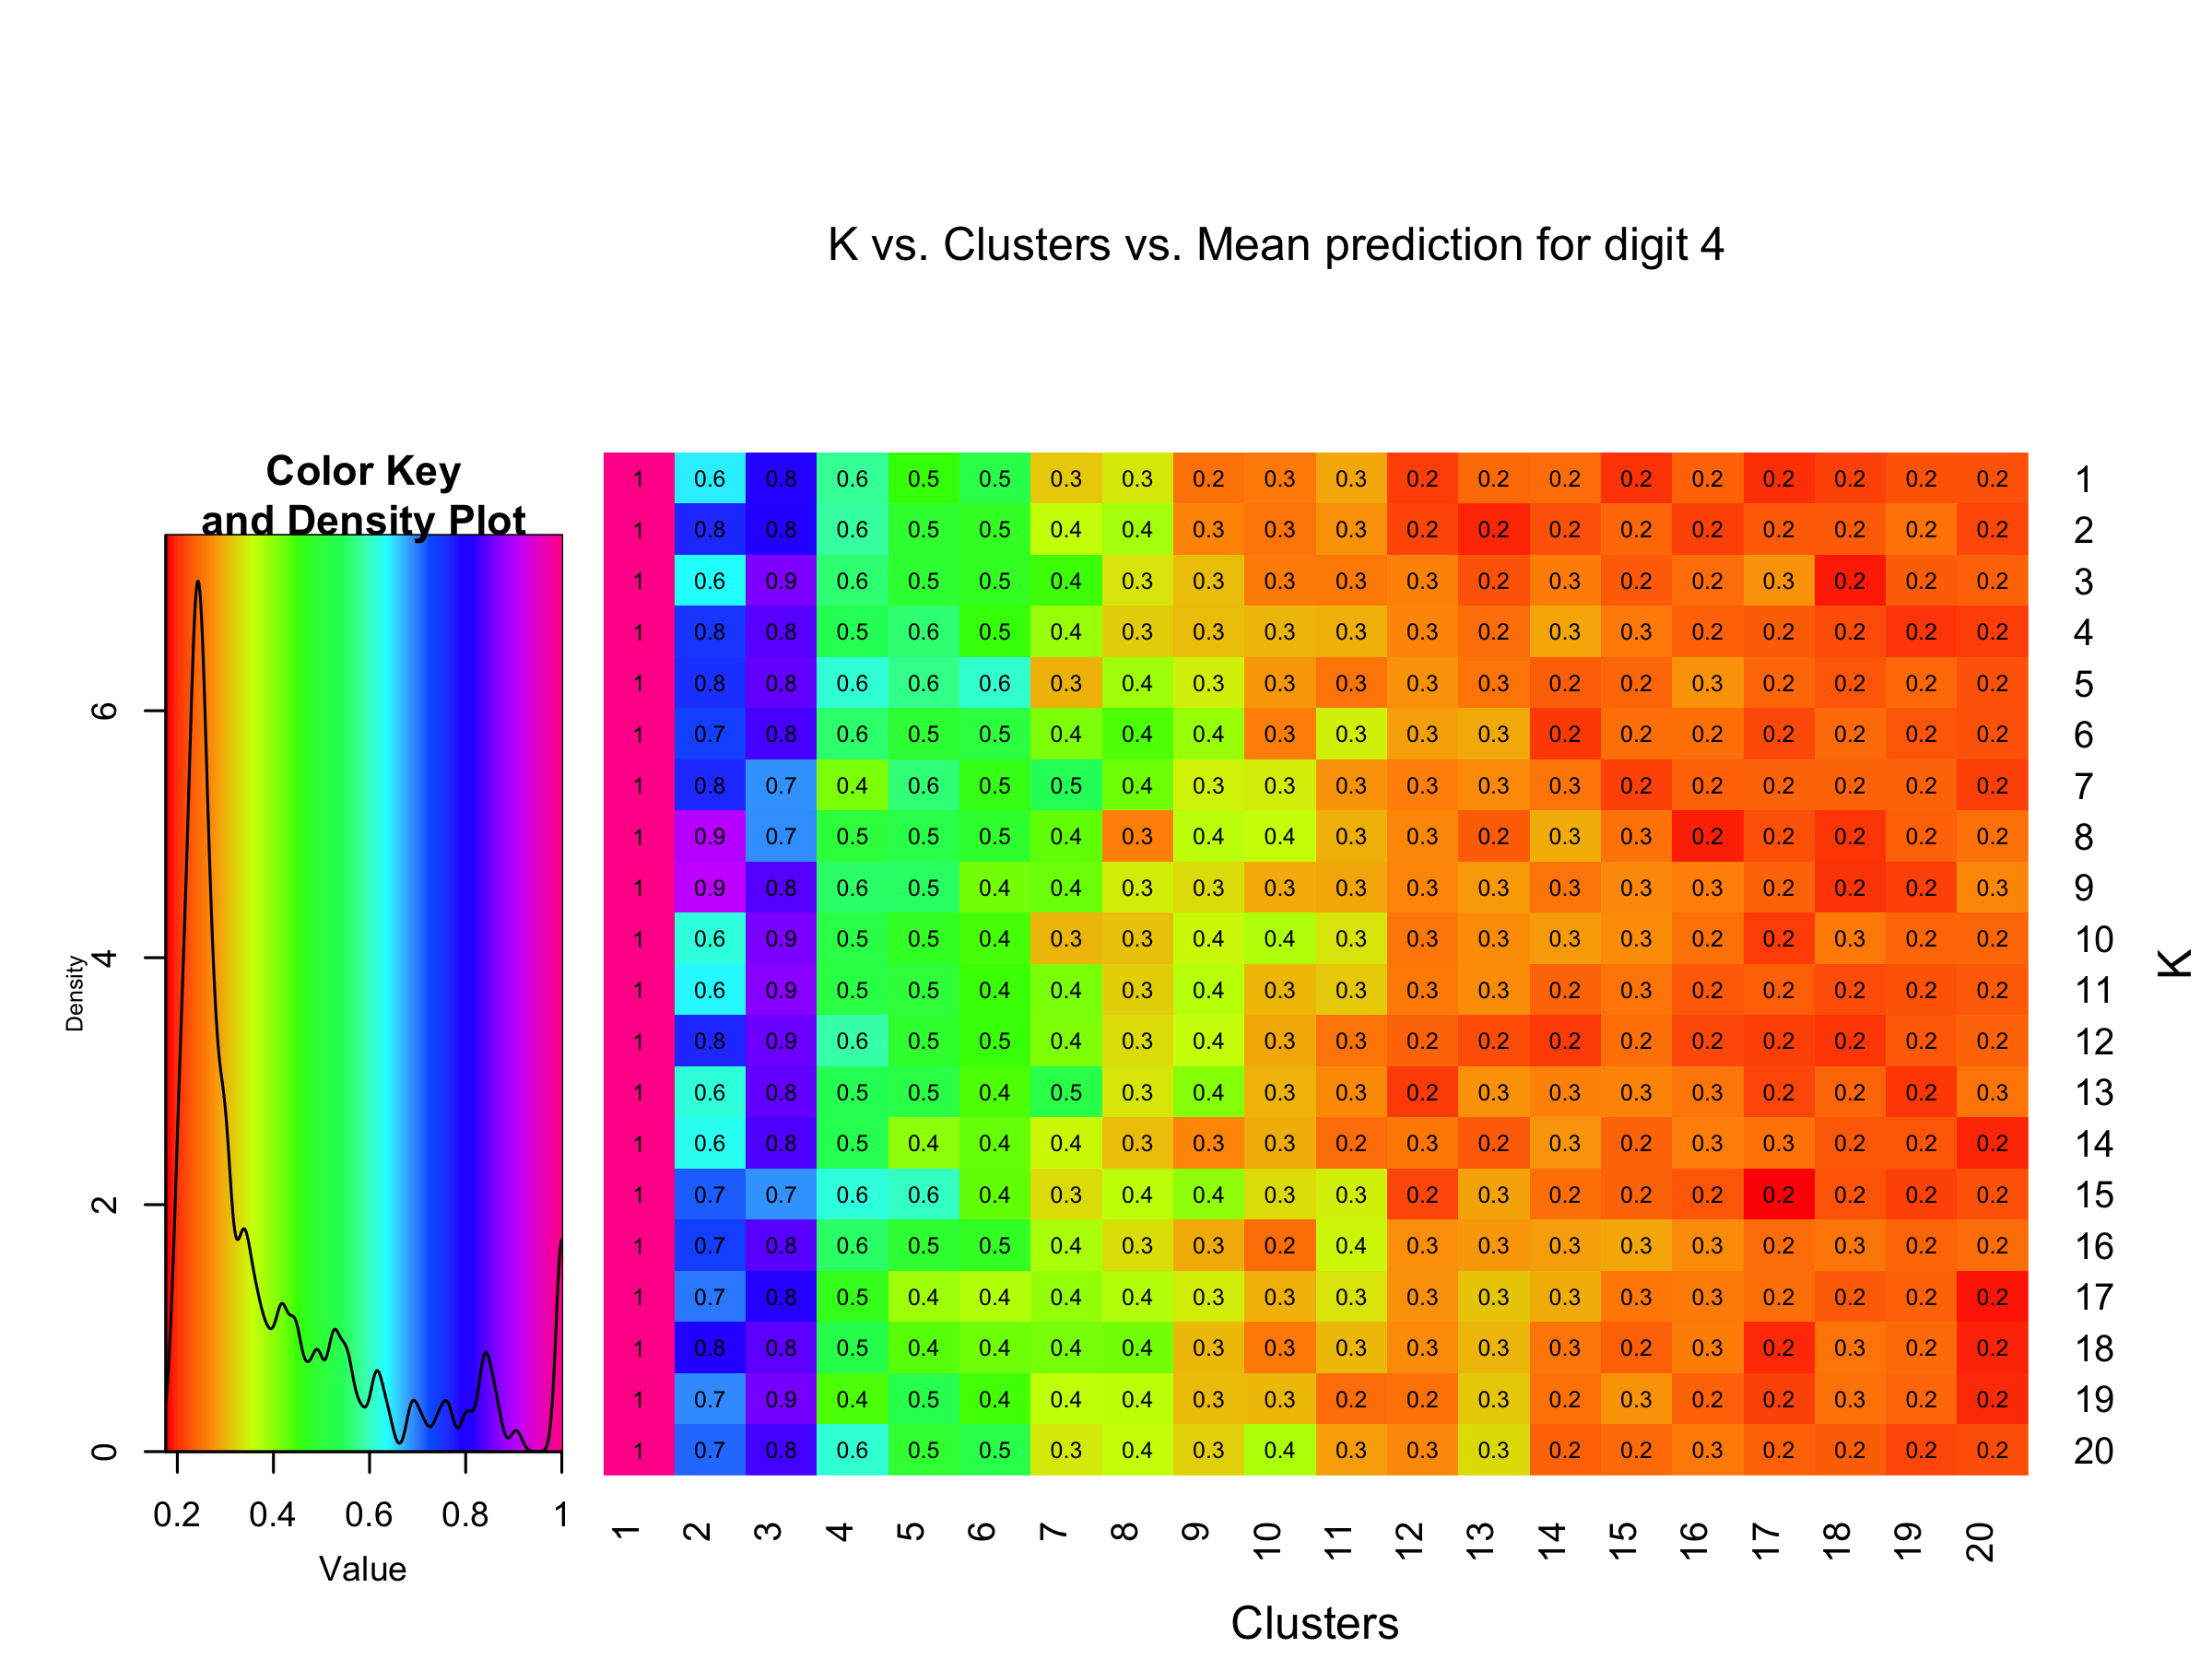 K vs. Clusters vs. Mean prediction for digit 4
Color Key
and Density Plot
Density
0 2 4 6
0.2 0.4 0.6 0.8 1
Value
1 0.6 0.8 0.6 0.5 0.5 0.3 0.3 0.2 0.3 0.3 0.2 0.2 0.2 0.2 0.2 0.2 0.2 0.2 0.2 1
1 0.8 0.8 0.6 0.5 0.5 0.4 0.4 0.3 0.3 0.3 0.2 0.2 0.2 0.2 0.2 0.2 0.2 0.2 0.2 2
1 0.6 0.9 0.6 0.5 0.5 0.4 0.3 0.3 0.3 0.3 0.3 0.2 0.3 0.2 0.2 0.3 0.2 0.2 0.2 3
1 0.8 0.8 0.5 0.6 0.5 0.4 0.3 0.3 0.3 0.3 0.3 0.2 0.3 0.3 0.2 0.2 0.2 0.2 0.2 4
1 0.8 0.8 0.6 0.6 0.6 0.3 0.4 0.3 0.3 0.3 0.3 0.3 0.2 0.2 0.3 0.2 0.2 0.2 0.2 5
1 0.7 0.8 0.6 0.5 0.5 0.4 0.4 0.4 0.3 0.3 0.3 0.3 0.2 0.2 0.2 0.2 0.2 0.2 0.2 6
1 0.8 0.7 0.4 0.6 0.5 0.5 0.4 0.3 0.3 0.3 0.3 0.3 0.3 0.2 0.2 0.2 0.2 0.2 0.2 7
1 0.9 0.7 0.5 0.5 0.5 0.4 0.3 0.4 0.4 0.3 0.3 0.2 0.3 0.3 0.2 0.2 0.2 0.2 0.2 8
1 0.9 0.8 0.6 0.5 0.4 0.4 0.3 0.3 0.3 0.3 0.3 0.3 0.3 0.3 0.3 0.2 0.2 0.2 0.3 9
1 0.6 0.9 0.5 0.5 0.4 0.3 0.3 0.4 0.4 0.3 0.3 0.3 0.3 0.3 0.2 0.2 0.3 0.2 0.2 10
1 0.6 0.9 0.5 0.5 0.4 0.4 0.3 0.4 0.3 0.3 0.3 0.3 0.2 0.3 0.2 0.2 0.2 0.2 0.2 11
1 0.8 0.9 0.6 0.5 0.5 0.4 0.3 0.4 0.3 0.3 0.2 0.2 0.2 0.2 0.2 0.2 0.2 0.2 0.2 12
1 0.6 0.8 0.5 0.5 0.4 0.5 0.3 0.4 0.3 0.3 0.2 0.3 0.3 0.3 0.3 0.2 0.2 0.2 0.3 13
1 0.6 0.8 0.5 0.4 0.4 0.4 0.3 0.3 0.3 0.2 0.3 0.2 0.3 0.2 0.3 0.3 0.2 0.2 0.2 14
1 0.7 0.7 0.6 0.6 0.4 0.3 0.4 0.4 0.3 0.3 0.2 0.3 0.2 0.2 0.2 0.2 0.2 0.2 0.2 15
1 0.7 0.8 0.6 0.5 0.5 0.4 0.3 0.3 0.2 0.4 0.3 0.3 0.3 0.3 0.3 0.2 0.3 0.2 0.2 16
1 0.7 0.8 0.5 0.4 0.4 0.4 0.4 0.3 0.3 0.3 0.3 0.3 0.3 0.3 0.3 0.2 0.2 0.2 0.2 17
1 0.8 0.8 0.5 0.4 0.4 0.4 0.4 0.3 0.3 0.3 0.3 0.3 0.3 0.2 0.3 0.2 0.3 0.2 0.2 18
1 0.7 0.9 0.4 0.5 0.4 0.4 0.4 0.3 0.3 0.2 0.2 0.3 0.2 0.3 0.2 0.2 0.3 0.2 0.2 19
1 0.7 0.8 0.6 0.5 0.5 0.3 0.4 0.3 0.4 0.3 0.3 0.3 0.2 0.2 0.3 0.2 0.2 0.2 0.2 20
K
1 2 3 4 5 6 7 8 9 10 11 12 13 14 15 16 17 18 19 20
Clusters